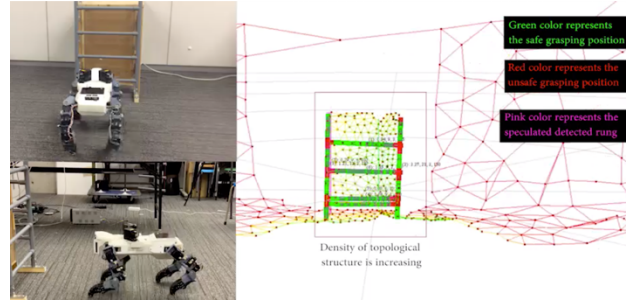 Green color represents
the safe grasping position
Red color represents the
unsafe grasping position
Pink color represents the
speculated detected rung
Density of topological
structure is increasing